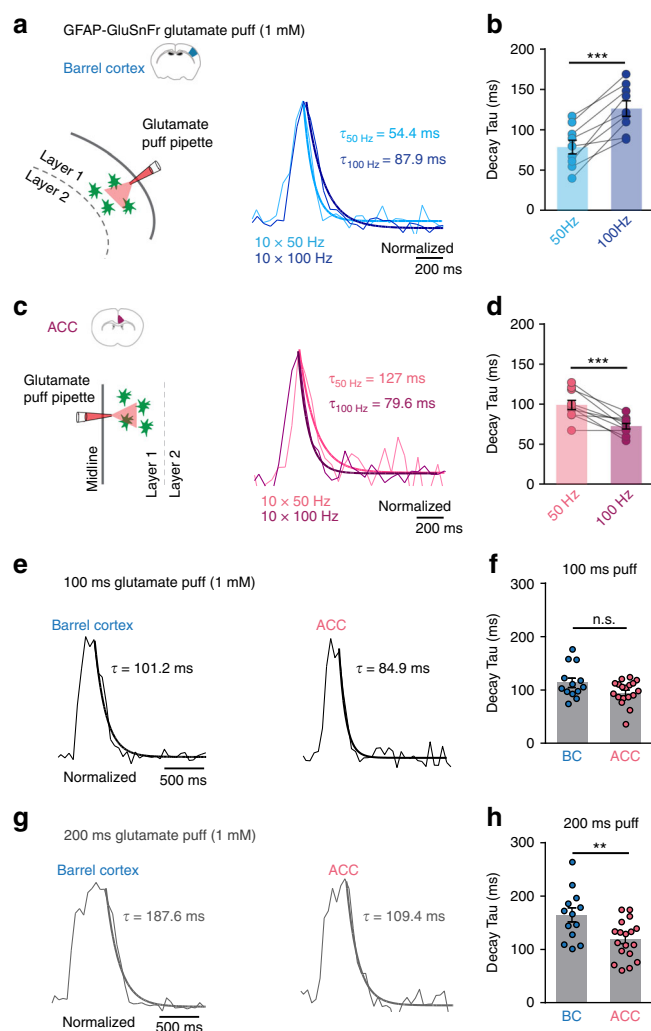 a
GFAP-GluSnFr glutamate puff (1 mM)
Barrel cortex
Glutamate
puff pipette
Layer 1
Layer 2
τ50 Hz = 54.4 ms
τ100 Hz = 87.9 ms
10 × 50 Hz
10 × 100 Hz
Normalized
200 ms
b
Decay Tau (ms)
200
150
100
50
0
***
50Hz
100Hz
c
ACC
Glutamate
puff pipette
Midline
Layer 1
Layer 2
τ50 Hz = 127 ms
τ100 Hz = 79.6 ms
10 × 50 Hz
10 × 100 Hz
Normalized
200 ms
d
Decay Tau (ms)
200
150
100
50
0
***
50 Hz
100 Hz
e
100 ms glutamate puff (1 mM)
Barrel cortex
τ = 101.2 ms
Normalized
500 ms
ACC
τ = 84.9 ms
f
100 ms puff
Decay Tau (ms)
300
200
100
0
n.s.
BC
ACC
g
200 ms glutamate puff (1 mM)
Barrel cortex
τ = 187.6 ms
Normalized
500 ms
ACC
τ = 109.4 ms
h
200 ms puff
Decay Tau (ms)
300
200
100
0
**
BC
ACC